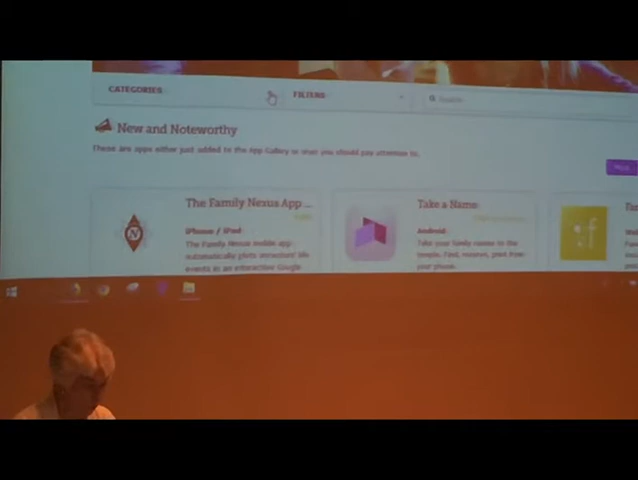 CATEGORIES
FILTERS
New and Noteworthy
These are apps either just added to the App Gallery or ones you should pay attention to.
The Family Nexus App ...
iPhone / iPad
The Family Nexus mobile app
automatically plots ancestors' life
events in an interactive Google
N
Take a Name
Android
Take your family names to the
temple. Find, reserve, print from
your phone.